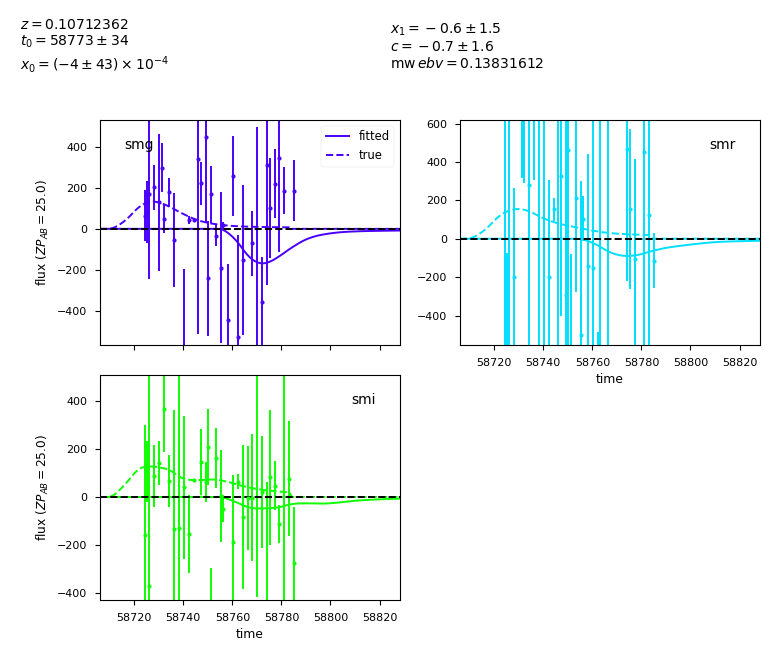 z = 0.10712362
t₀ = 58773 ± 34
x₀ = (−4 ± 43) × 10⁻⁴
x₁ = −0.6 ± 1.5
c = −0.7 ± 1.6
mw ebv = 0.13831612
smg
fitted
true
400
200
0
−200
−400
flux (ZP_AB = 25.0)
smr
600
400
200
0
−200
−400
58720 58740 58760 58780 58800 58820
time
smi
400
200
0
−200
−400
flux (ZP_AB = 25.0)
58720 58740 58760 58780 58800 58820
time